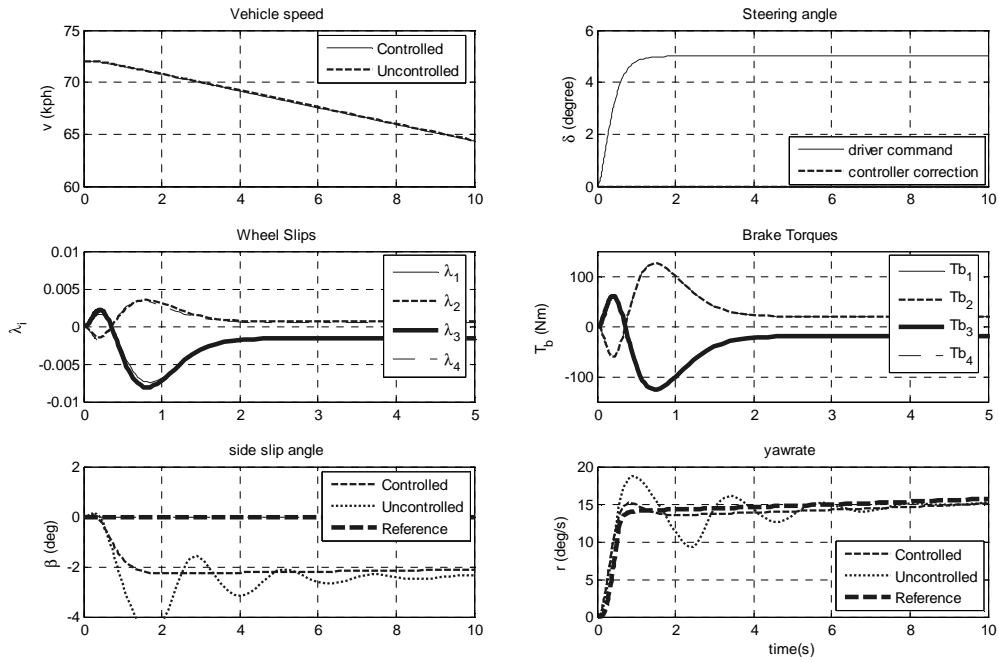 Vehicle speed
75
70
65
60
v (kph)
0 2 4 6 8 10
Controlled
Uncontrolled
Steering angle
6
4
2
0
δ (degree)
0 2 4 6 8 10
driver command
controller correction
Wheel Slips
0.01
0.005
0
-0.005
-0.01
λi
0 1 2 3 4 5
λ1
λ2
λ3
λ4
Brake Torques
100
0
-100
Tb (Nm)
0 1 2 3 4 5
Tb1
Tb2
Tb3
Tb4
side slip angle
2
0
-2
-4
β (deg)
0 2 4 6 8 10
Controlled
Uncontrolled
Reference
yawrate
20
15
10
5
0
r (deg/s)
0 2 4 6 8 10
time(s)
Controlled
Uncontrolled
Reference